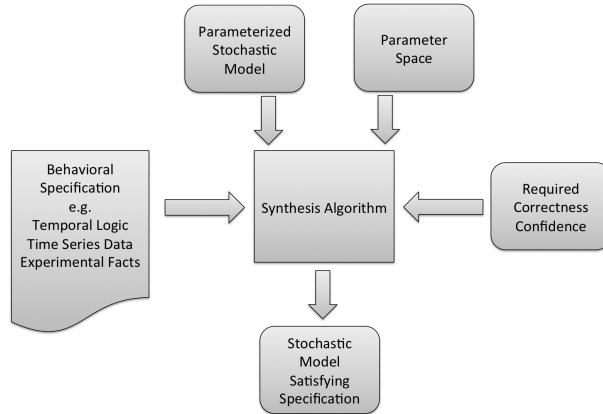 Parameterized
Stochastic
Model
Parameter
Space
Behavioral
Specification
e.g.
Temporal Logic
Time Series Data
Experimental Facts
Synthesis Algorithm
Required
Correctness
Confidence
Stochastic
Model
Satisfying
Specification